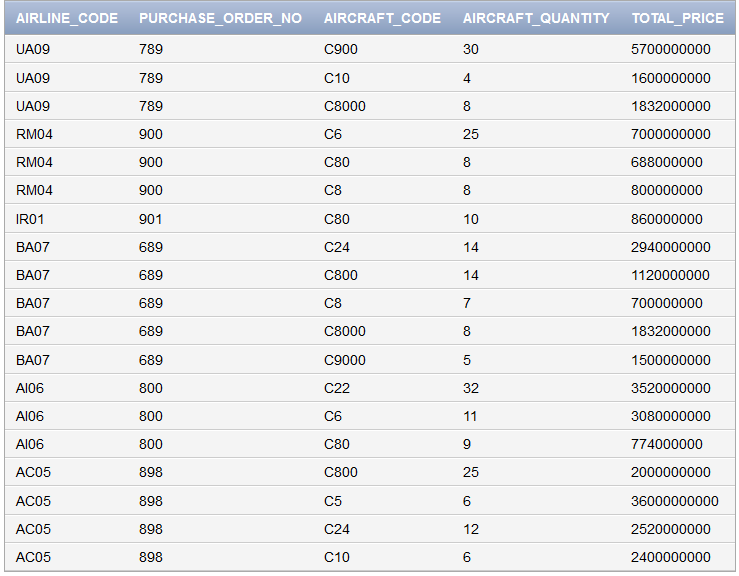 AIRLINE_CODE PURCHASE_ORDER_NO AIRCRAFT_CODE AIRCRAFT_QUANTITY TOTAL_PRICE
UA09 789 C900 30 5700000000
UA09 789 C10 4 1600000000
UA09 789 C8000 8 1832000000
RM04 900 C6 25 7000000000
RM04 900 C80 8 688000000
RM04 900 C8 8 800000000
IR01 901 C80 10 860000000
BA07 689 C24 14 2940000000
BA07 689 C800 14 1120000000
BA07 689 C8 7 700000000
BA07 689 C8000 8 1832000000
BA07 689 C9000 5 1500000000
AI06 800 C22 32 3520000000
AI06 800 C6 11 3080000000
AI06 800 C80 9 774000000
AC05 898 C800 25 2000000000
AC05 898 C5 6 36000000000
AC05 898 C24 12 2520000000
AC05 898 C10 6 2400000000